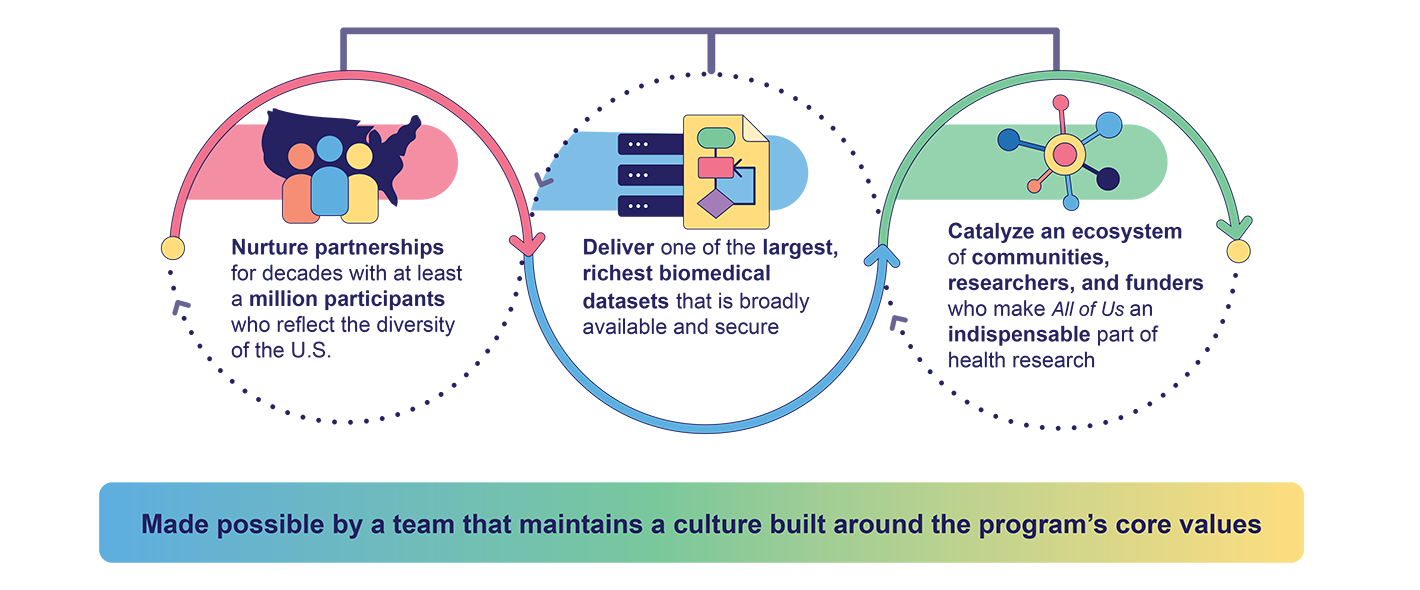 Nurture partnerships
for decades with at least
a million participants
who reflect the diversity
of the U.S.
Deliver one of the largest,
richest biomedical
datasets that is broadly
available and secure
Catalyze an ecosystem
of communities,
researchers, and funders
who make All of Us an
indispensable part of
health research
Made possible by a team that maintains a culture built around the program’s core values